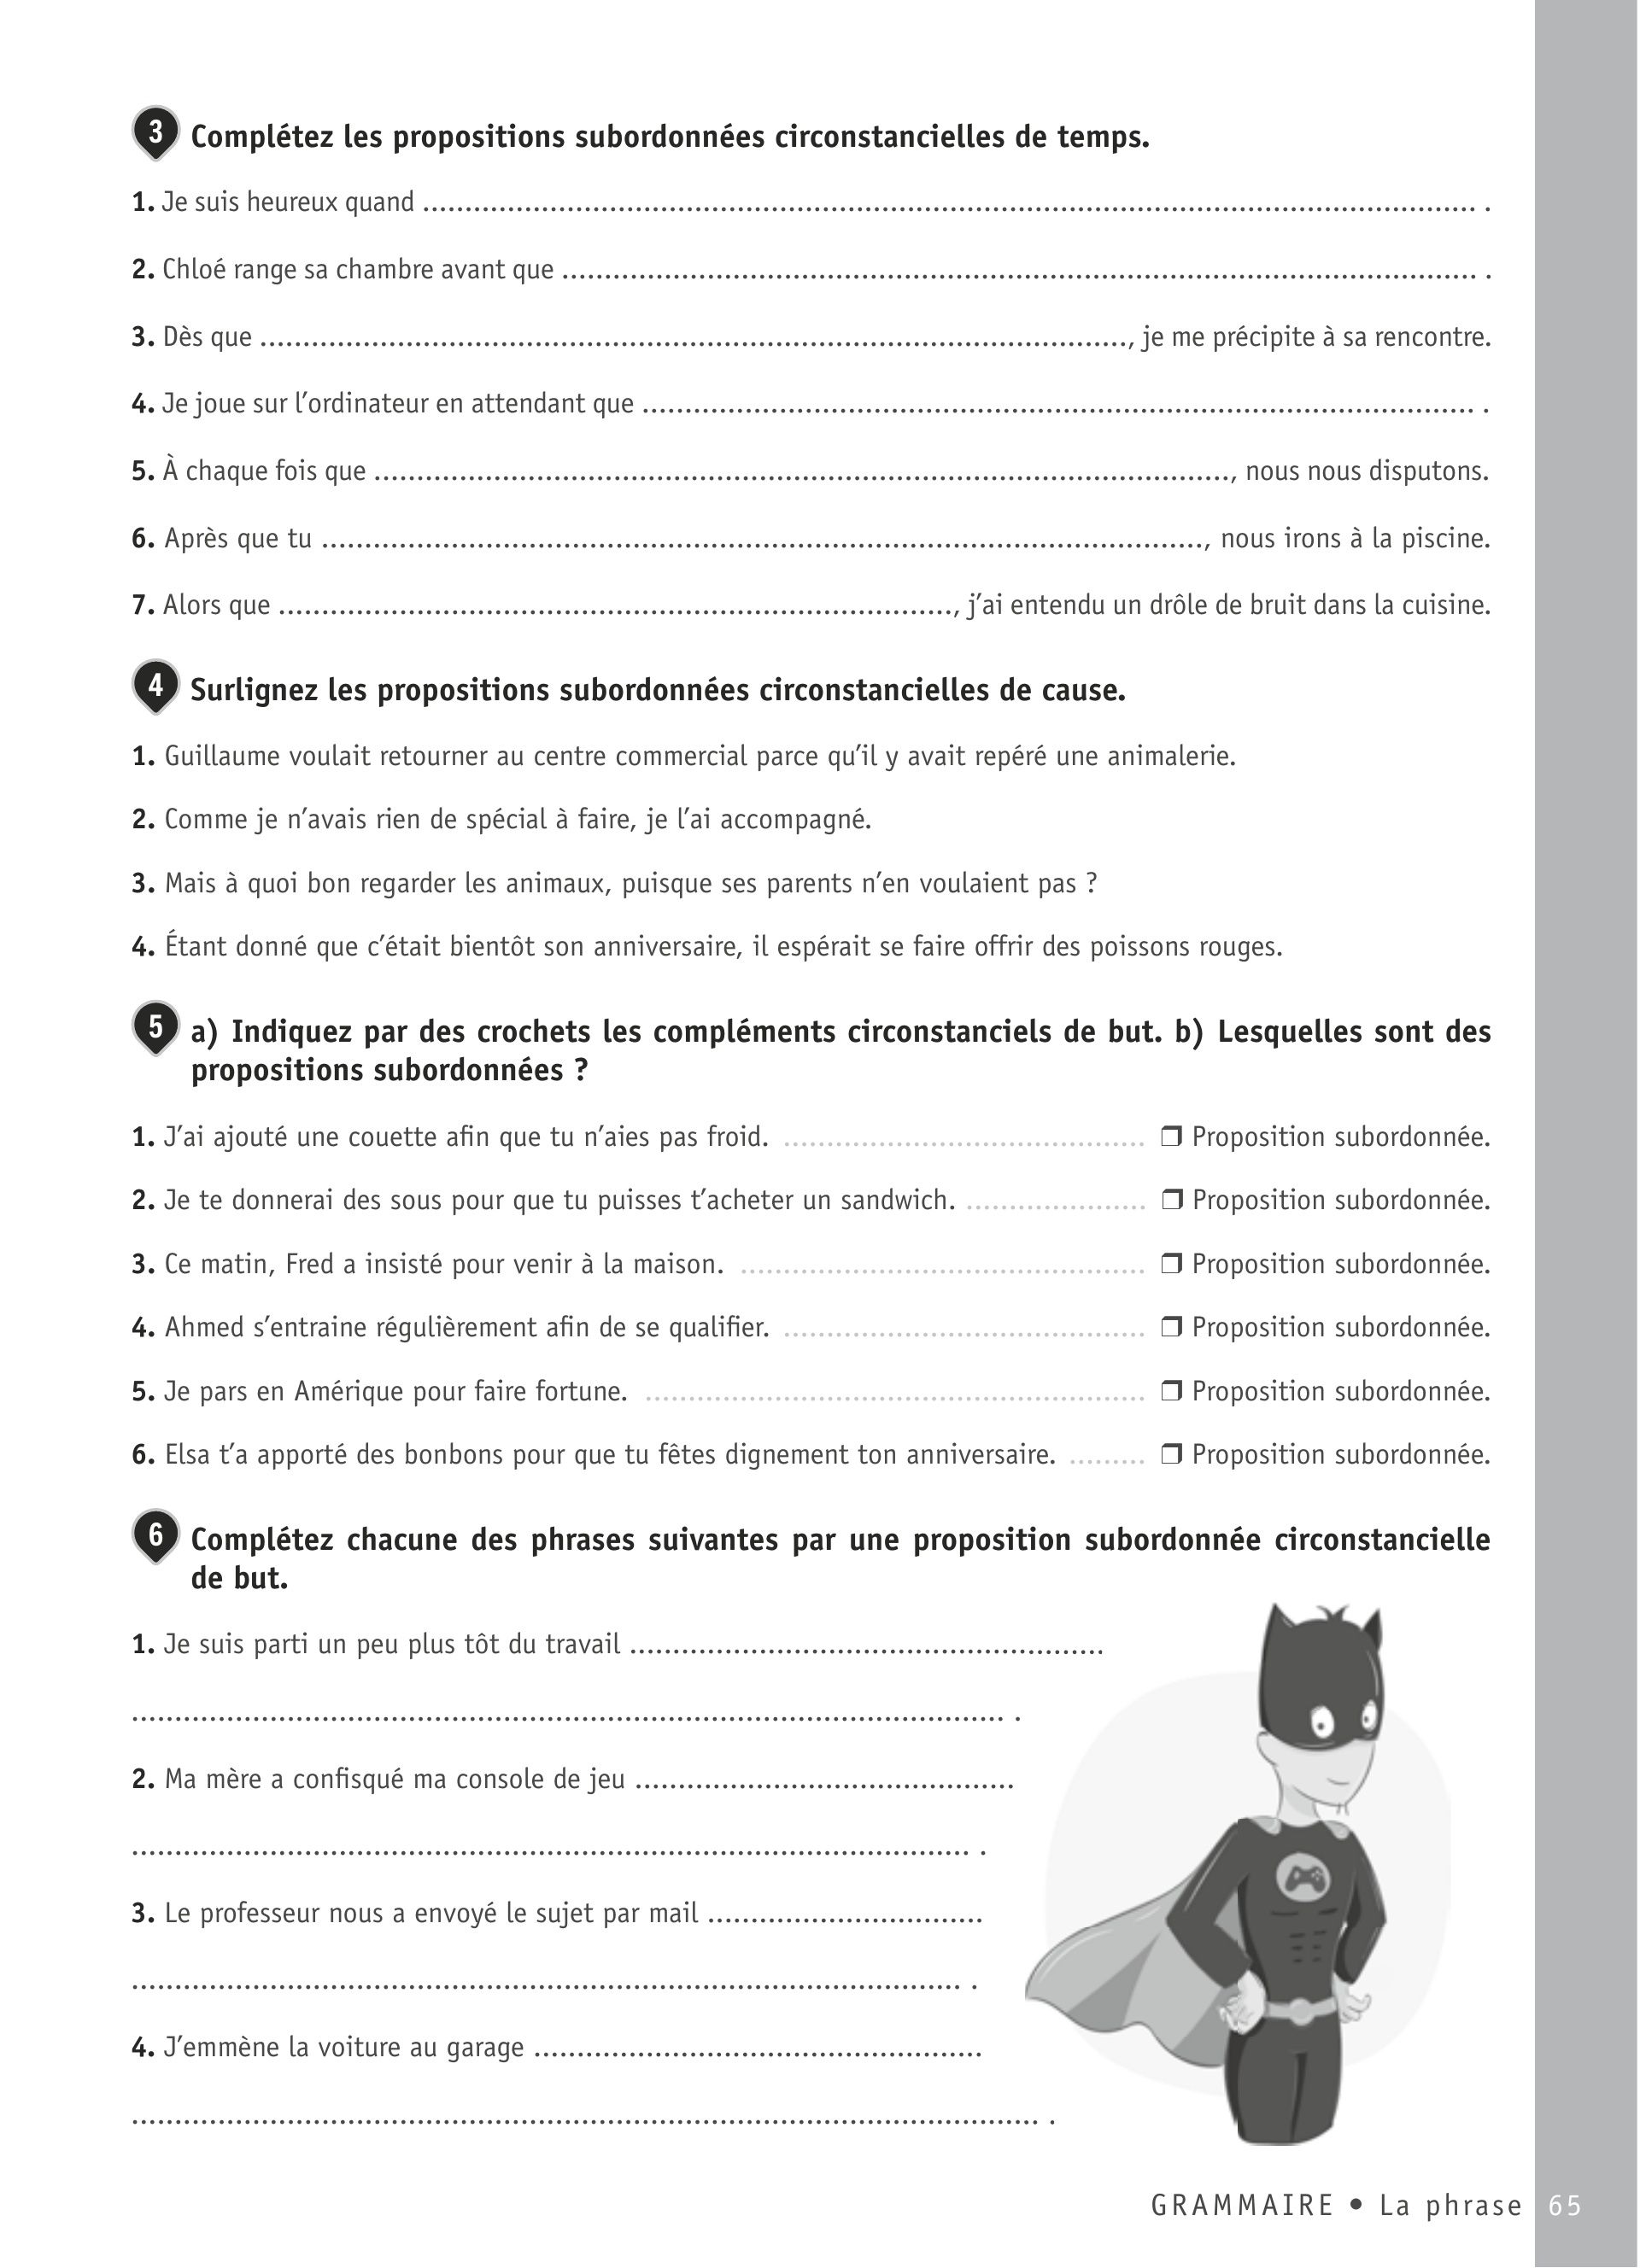 3 Complétez les propositions subordonnées circonstancielles de temps.
1. Je suis heureux quand .................................................. .
2. Chloé range sa chambre avant que .................................................. .
3. Dès que .................................................., je me précipite à sa rencontre.
4. Je joue sur l’ordinateur en attendant que .................................................. .
5. À chaque fois que .................................................., nous nous disputons.
6. Après que tu .................................................., nous irons à la piscine.
7. Alors que .................................................., j’ai entendu un drôle de bruit dans la cuisine.
4 Surlignez les propositions subordonnées circonstancielles de cause.
1. Guillaume voulait retourner au centre commercial parce qu’il y avait repéré une animalerie.
2. Comme je n’avais rien de spécial à faire, je l’ai accompagné.
3. Mais à quoi bon regarder les animaux, puisque ses parents n’en voulaient pas ?
4. Étant donné que c’était bientôt son anniversaire, il espérait se faire offrir des poissons rouges.
5 a) Indiquez par des crochets les compléments circonstanciels de but. b) Lesquelles sont des
propositions subordonnées ?
1. J’ai ajouté une couette afin que tu n’aies pas froid. .............................. ❒ Proposition subordonnée.
2. Je te donnerai des sous pour que tu puisses t’acheter un sandwich. .................... ❒ Proposition subordonnée.
3. Ce matin, Fred a insisté pour venir à la maison. .............................. ❒ Proposition subordonnée.
4. Ahmed s’entraine régulièrement afin de se qualifier. .............................. ❒ Proposition subordonnée.
5. Je pars en Amérique pour faire fortune. .............................. ❒ Proposition subordonnée.
6. Elsa t’a apporté des bonbons pour que tu fêtes dignement ton anniversaire. ......... ❒ Proposition subordonnée.
6 Complétez chacune des phrases suivantes par une proposition subordonnée circonstancielle
de but.
1. Je suis parti un peu plus tôt du travail ..............................
.................................................. .
2. Ma mère a confisqué ma console de jeu ..............................
.................................................. .
3. Le professeur nous a envoyé le sujet par mail ..............................
.................................................. .
4. J’emmène la voiture au garage ..............................
.................................................. .
GRAMMAIRE • La phrase 65